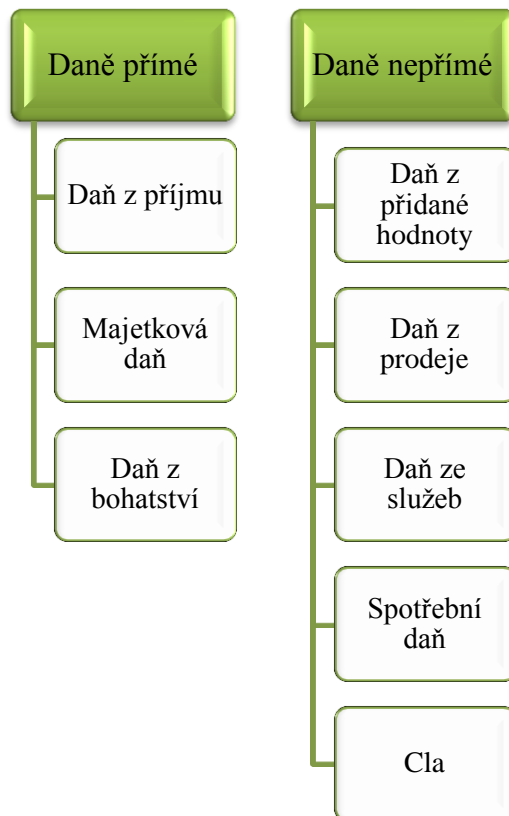 Daně přímé
Daň z příjmu
Majetková
daň
Daň z
bohatství
Daně nepřímé
Daň z
přidané
hodnoty
Daň z
prodeje
Daň ze
služeb
Spotřební
daň
Cla